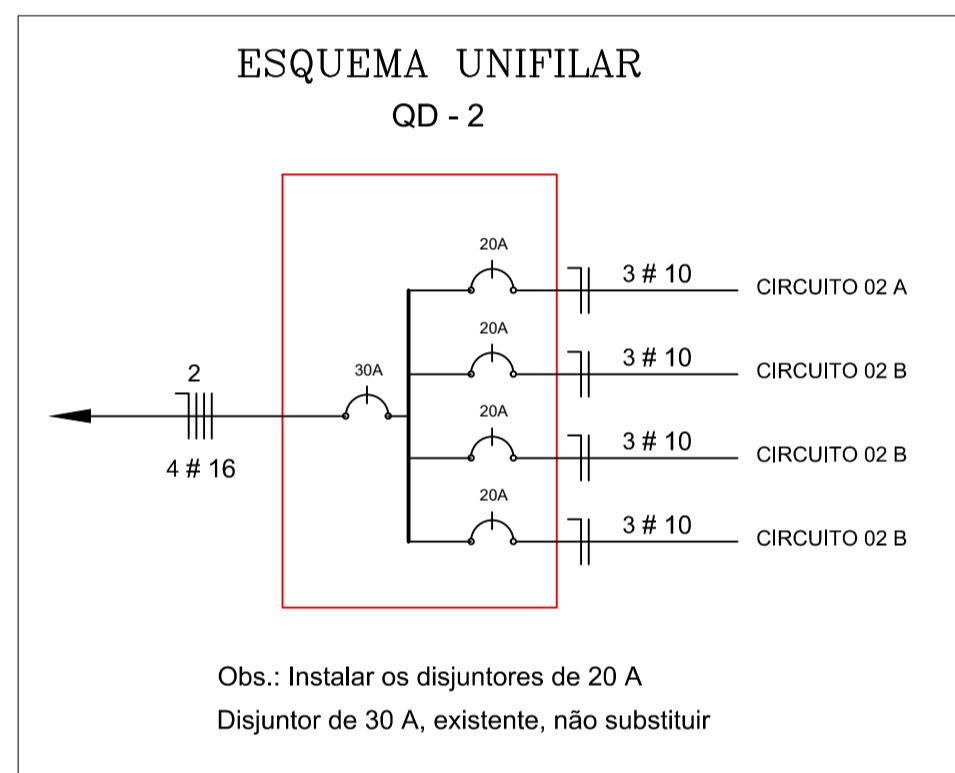 ESQUEMA UNIFILAR
QD - 2
20A
3 # 10
CIRCUITO 02 A
20A
3 # 10
CIRCUITO 02 B
2
30A
4 # 16
20A
3 # 10
CIRCUITO 02 B
20A
3 # 10
CIRCUITO 02 B
Obs.: Instalar os disjuntores de 20 A
Disjuntor de 30 A, existente, não substituir